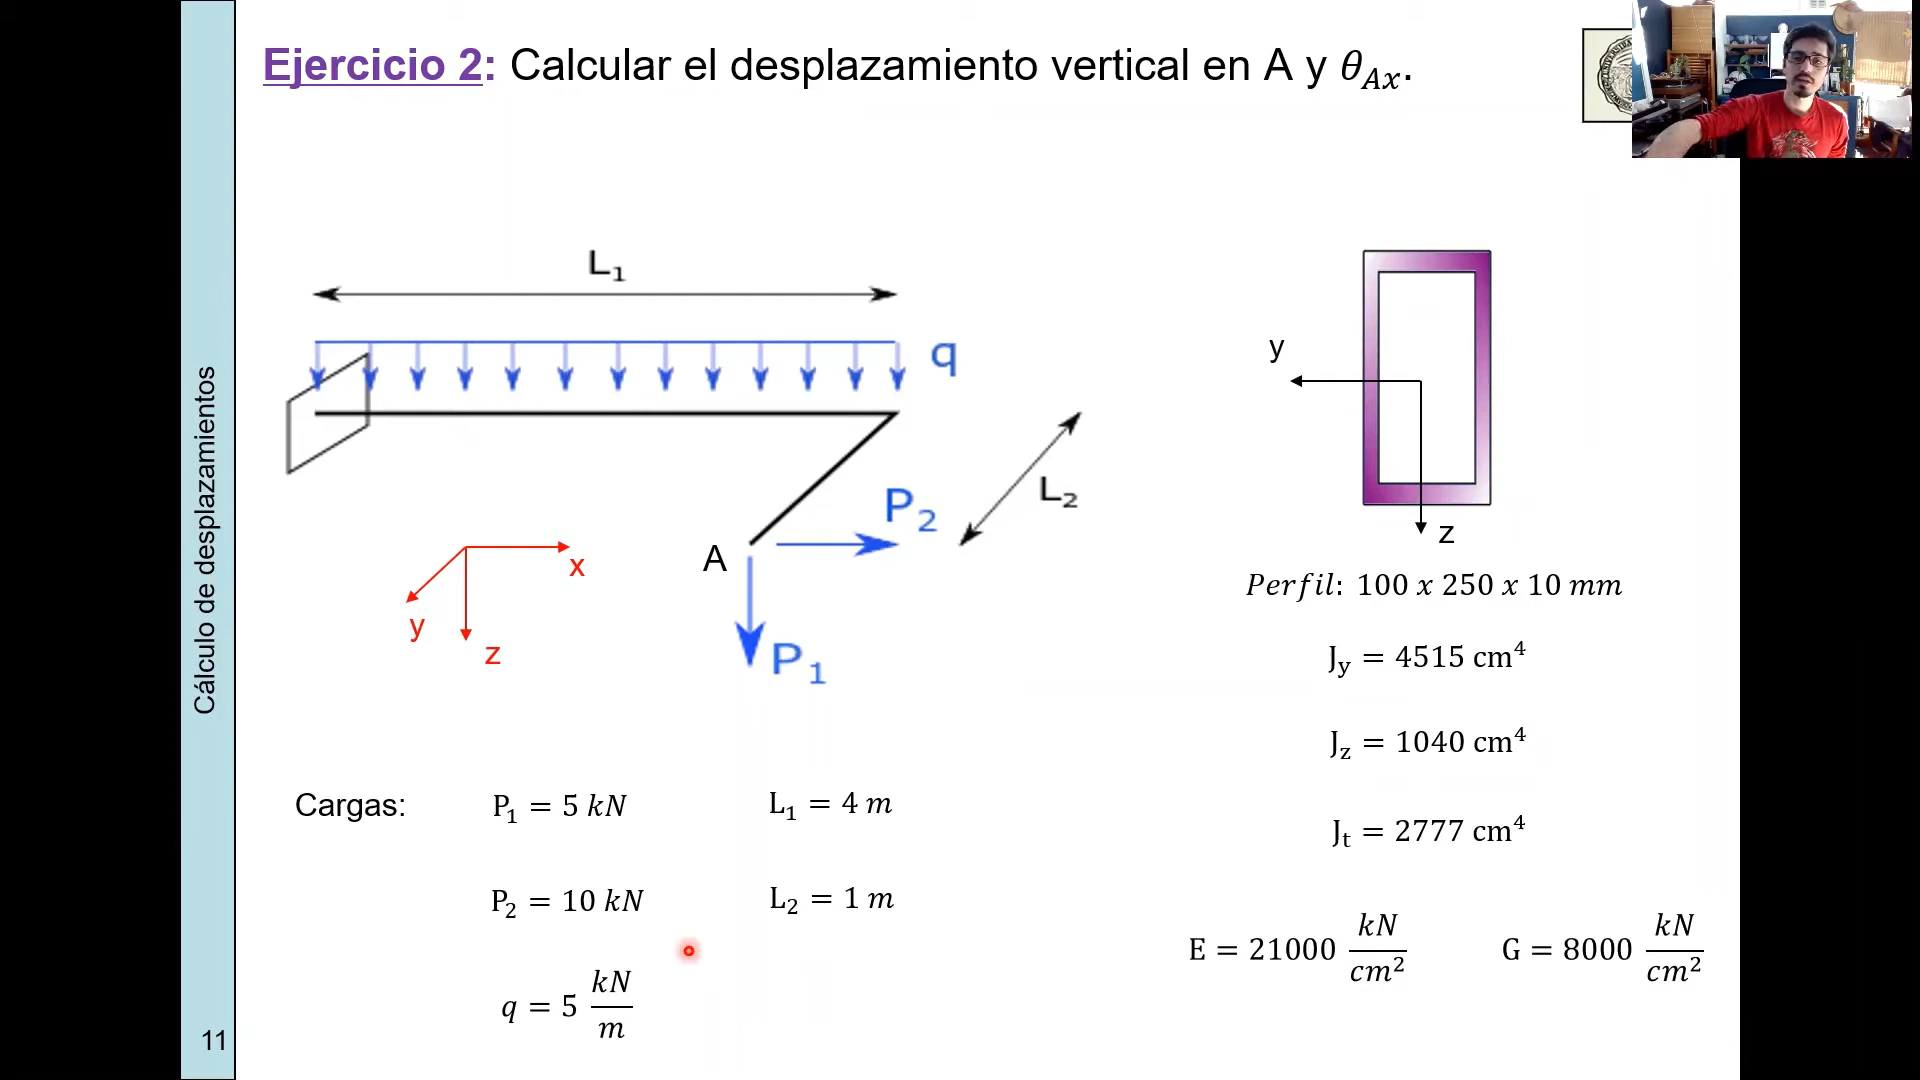 Ejercicio 2: Calcular el desplazamiento vertical en A y θ_Ax.
L₁
q
L₂
P₂
A
P₁
x
y
z
y
z
Perfil: 100 x 250 x 10 mm
J_y = 4515 cm⁴
J_z = 1040 cm⁴
J_t = 2777 cm⁴
E = 21000 kN/cm²
G = 8000 kN/cm²
Cargas:
P₁ = 5 kN
L₁ = 4 m
P₂ = 10 kN
L₂ = 1 m
q = 5 kN/m
Cálculo de desplazamientos
11